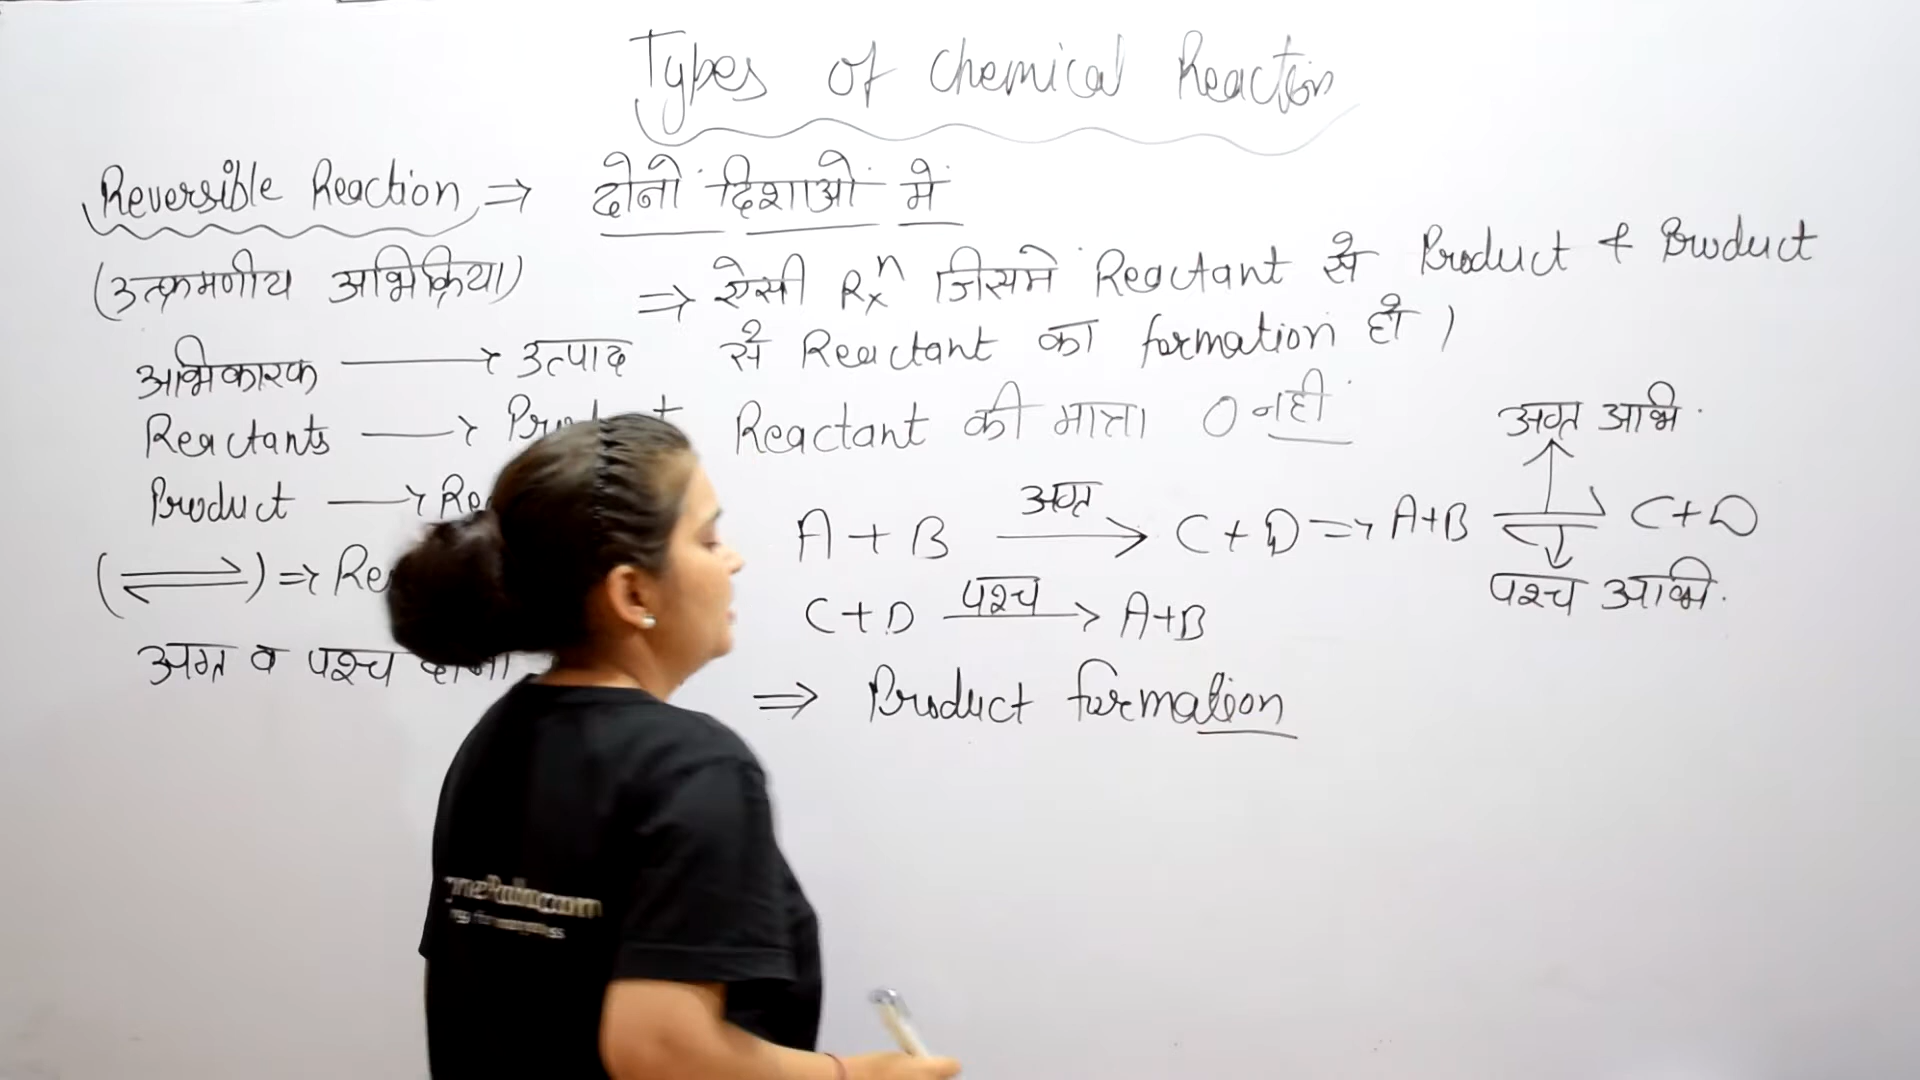 Types of Chemical Reaction
Reversible Reaction ⇒ दोनो दिशाओ में
(उत्क्रमणीय अभिक्रिया)
अभिकारक → उत्पाद
Reactants →
Product →
(⇌) ⇒
अग्र व पश्च
⇒ ऐसी Rxn जिसमे Reactant से Product & Product
से Reactant का formation हो।
Reactant की मात्रा 0 नहीं
A + B अग्र → C + D ⇒ A+B ⇌ C+D
अग्र अभि.
पश्च अभि.
C+D पश्च → A+B
⇒ Product formation